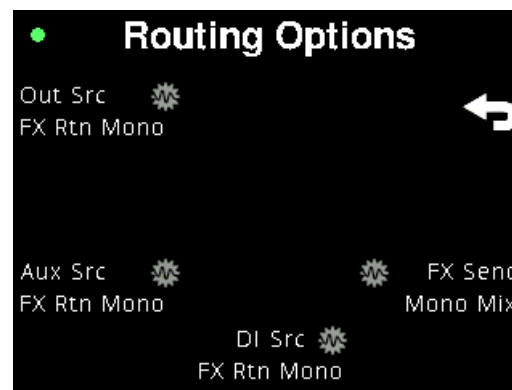 Routing Options
Out Src
FX Rtn Mono
Aux Src
FX Rtn Mono
FX Send
Mono Mix
DI Src
FX Rtn Mono